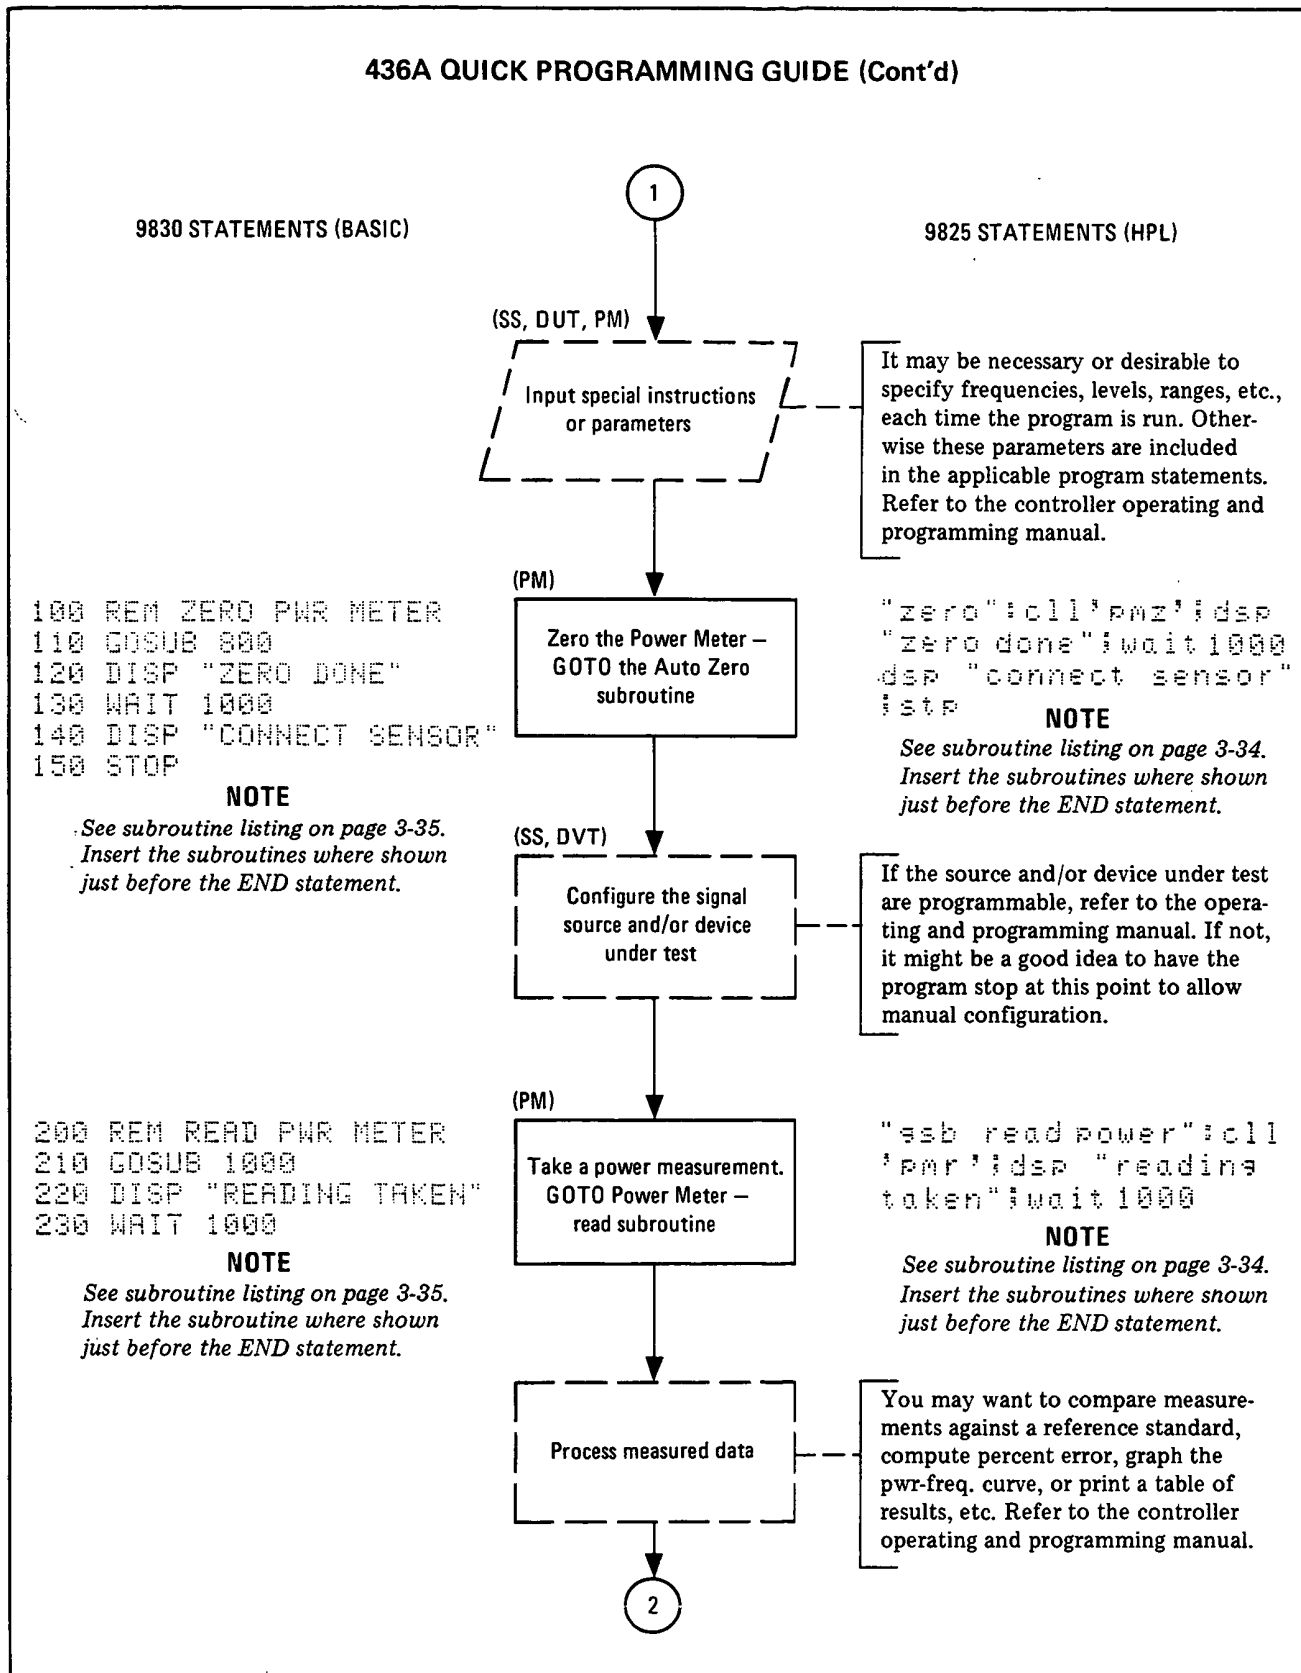 436A QUICK PROGRAMMING GUIDE (Cont'd)
1
9830 STATEMENTS (BASIC)
9825 STATEMENTS (HPL)
(SS, DUT, PM)
Input special instructions
or parameters
It may be necessary or desirable to
specify frequencies, levels, ranges, etc.,
each time the program is run. Other-
wise these parameters are included
in the applicable program statements.
Refer to the controller operating and
programming manual.
(PM)
100 REM ZERO PWR METER
110 GOSUB 800
120 DISP "ZERO DONE"
130 WAIT 1000
140 DISP "CONNECT SENSOR"
150 STOP
NOTE
See subroutine listing on page 3-35.
Insert the subroutines where shown
just before the END statement.
Zero the Power Meter —
GOTO the Auto Zero
subroutine
"zero":cll'pmz';dsp
"zero done";wait 1000
dsp "connect sensor"
;stp
NOTE
See subroutine listing on page 3-34.
Insert the subroutines where shown
just before the END statement.
(SS, DVT)
Configure the signal
source and/or device
under test
If the source and/or device under test
are programmable, refer to the opera-
ting and programming manual. If not,
it might be a good idea to have the
program stop at this point to allow
manual configuration.
(PM)
200 REM READ PWR METER
210 GOSUB 1000
220 DISP "READING TAKEN"
230 WAIT 1000
NOTE
See subroutine listing on page 3-35.
Insert the subroutine where shown
just before the END statement.
Take a power measurement.
GOTO Power Meter —
read subroutine
"gsb read power":cll
'pmr';dsp "reading
taken";wait 1000
NOTE
See subroutine listing on page 3-34.
Insert the subroutines where shown
just before the END statement.
Process measured data
You may want to compare measure-
ments against a reference standard,
compute percent error, graph the
pwr-freq. curve, or print a table of
results, etc. Refer to the controller
operating and programming manual.
2